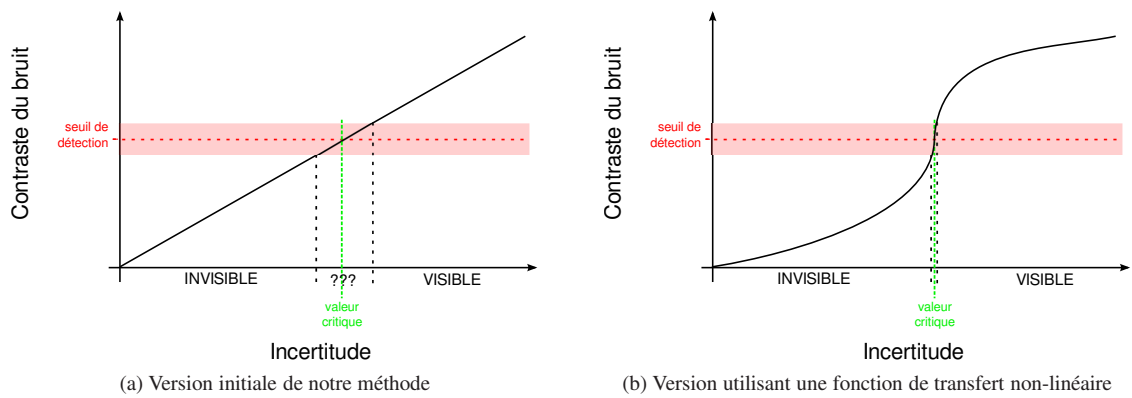 Contraste du bruit
seuil de
détection
INVISIBLE
???
VISIBLE
valeur
critique
Incertitude
(a) Version initiale de notre méthode
Contraste du bruit
seuil de
détection
INVISIBLE
VISIBLE
valeur
critique
Incertitude
(b) Version utilisant une fonction de transfert non-linéaire